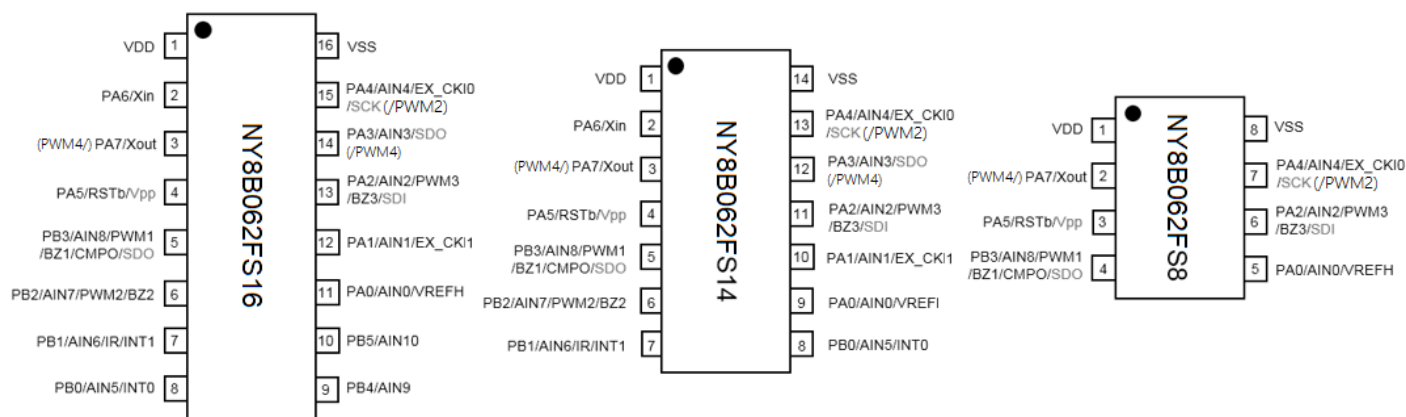 NY8B062FS16
VDD 1
PA6/Xin 2
(PWM4/) PA7/Xout 3
PA5/RSTb/Vpp 4
PB3/AIN8/PWM1
/BZ1/CMPO/SDO 5
PB2/AIN7/PWM2/BZ2 6
PB1/AIN6/IR/INT1 7
PB0/AIN5/INT0 8
16 VSS
15 PA4/AIN4/EX_CKI0
/SCK(/PWM2)
14 PA3/AIN3/SDO
(/PWM4)
13 PA2/AIN2/PWM3
/BZ3/SDI
12 PA1/AIN1/EX_CKI1
11 PA0/AIN0/VREFH
10 PB5/AIN10
9 PB4/AIN9
NY8B062FS14
VDD 1
PA6/Xin 2
(PWM4/) PA7/Xout 3
PA5/RSTb/Vpp 4
PB3/AIN8/PWM1
/BZ1/CMPO/SDO 5
PB2/AIN7/PWM2/BZ2 6
PB1/AIN6/IR/INT1 7
14 VSS
13 PA4/AIN4/EX_CKI0
/SCK(/PWM2)
12 PA3/AIN3/SDO
(/PWM4)
11 PA2/AIN2/PWM3
/BZ3/SDI
10 PA1/AIN1/EX_CKI1
9 PA0/AIN0/VREFI
8 PB0/AIN5/INT0
NY8B062FS8
VDD 1
(PWM4/) PA7/Xout 2
PA5/RSTb/Vpp 3
PB3/AIN8/PWM1
/BZ1/CMPO/SDO 4
8 VSS
7 PA4/AIN4/EX_CKI0
/SCK(/PWM2)
6 PA2/AIN2/PWM3
/BZ3/SDI
5 PA0/AIN0/VREFH